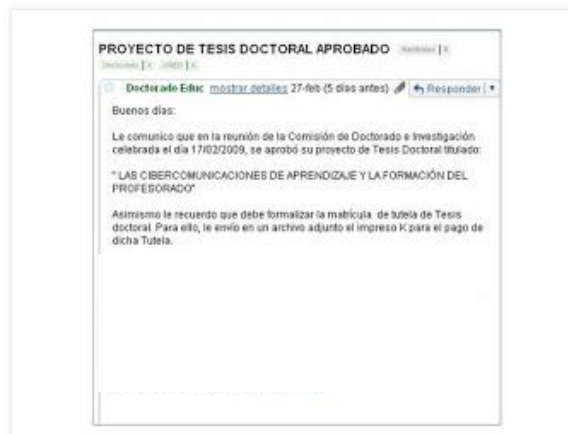 PROYECTO DE TESIS DOCTORAL APROBADO
Doctorado Educ mostrar detalles 27-feb (5 días antes) Responder
Buenos días:
Le comunico que en la reunión de la Comisión de Doctorado e Investigación
celebrada el día 17/02/2009, se aprobó su proyecto de Tesis Doctoral titulado:
" LAS CIBERCOMUNICACIONES DE APRENDIZAJE Y LA FORMACIÓN DEL
PROFESORADO"
Asimismo le recuerdo que debe formalizar la matrícula de tutela de Tesis
doctoral. Para ello, le envío en un archivo adjunto el impreso K para el pago de
dicha Tutela.